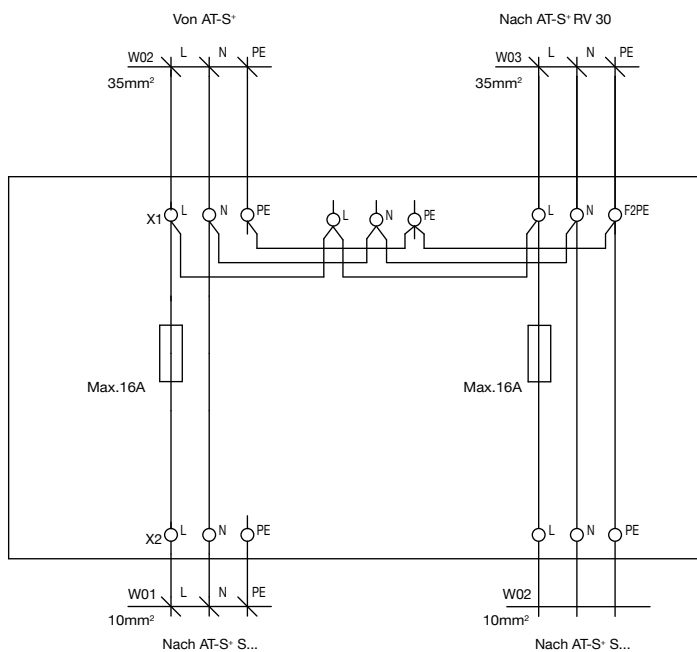 Von AT-S⁺ Nach AT-S⁺ RV 30
W02 L N PE W03 L N PE
35mm² 35mm²
X1 L N PE L N PE L N F2PE
Max.16A Max.16A
X2 L N PE L N PE
W01 L N PE W02
10mm² 10mm²
Nach AT-S⁺ S... Nach AT-S⁺ S...